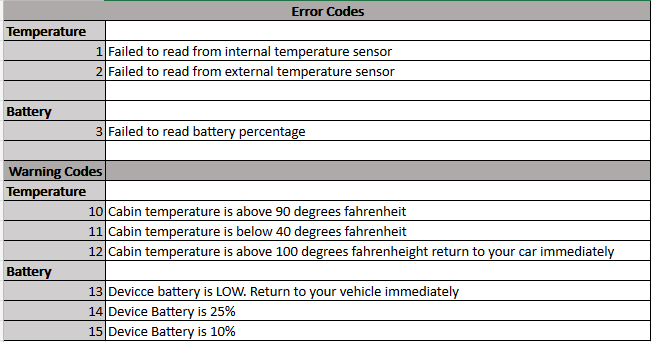 Error Codes
Temperature
1 Failed to read from internal temperature sensor
2 Failed to read from external temperature sensor
Battery
3 Failed to read battery percentage
Warning Codes
Temperature
10 Cabin temperature is above 90 degrees fahrenheit
11 Cabin temperature is below 40 degrees fahrenheit
12 Cabin temperature is above 100 degrees fahrenheight return to your car immediately
Battery
13 Devicce battery is LOW. Return to your vehicle immediately
14 Device Battery is 25%
15 Device Battery is 10%